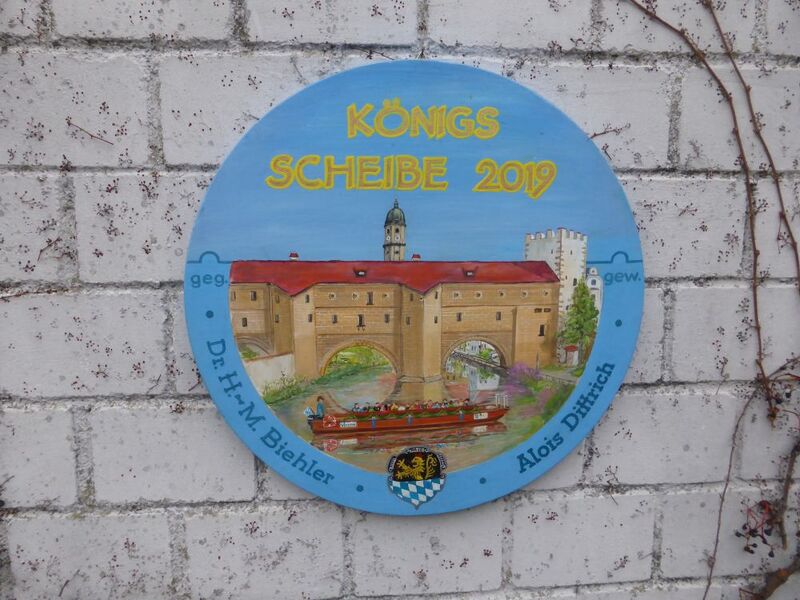 KÖNIGS
SCHEIBE 2019
geg.
gew.
Dr. H~M. Biehler
Alois Dittrich